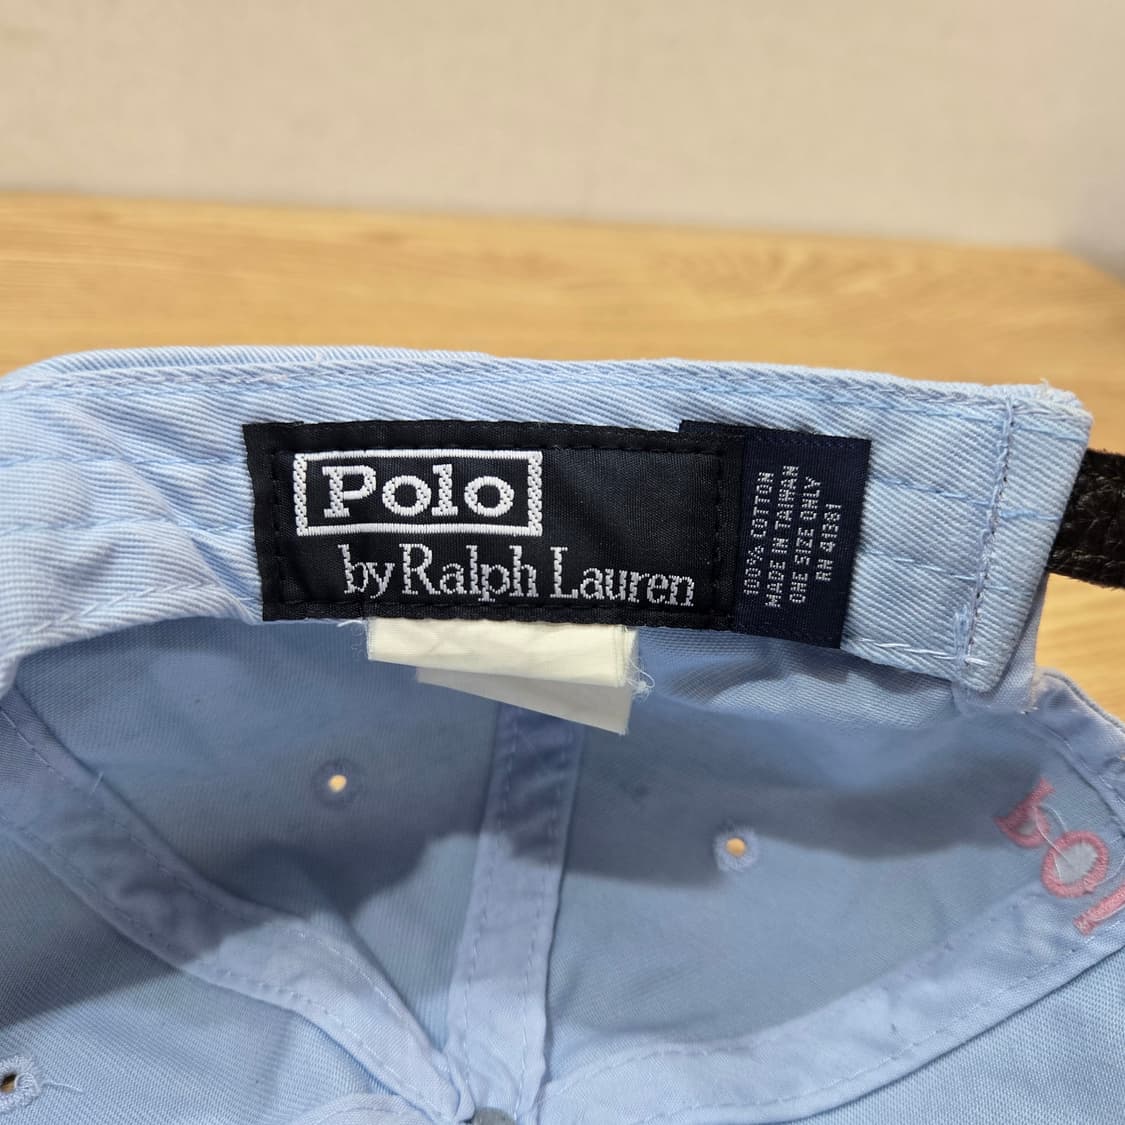 Polo
by Ralph Lauren
100% COTTON
MADE IN TAIWAN
ONE SIZE ONLY
RN 41381